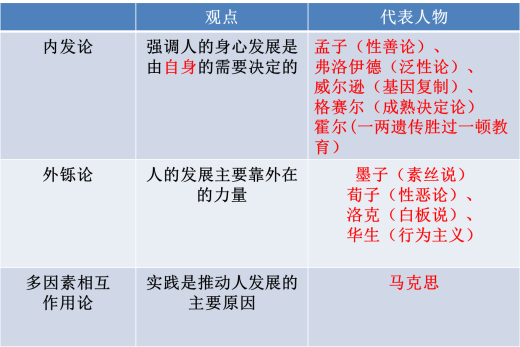 观点 代表人物
内发论
强调人的身心发展是
由自身的需要决定的
孟子（性善论）、
弗洛伊德（泛性论）、
威尔逊（基因复制）、
格赛尔（成熟决定论）
霍尔(一两遗传胜过一顿教
育）
外铄论
人的发展主要靠外在
的力量
墨子（素丝说）
荀子（性恶论）、
洛克（白板说）、
华生（行为主义）
多因素相互
作用论
实践是推动人发展的
主要原因
马克思